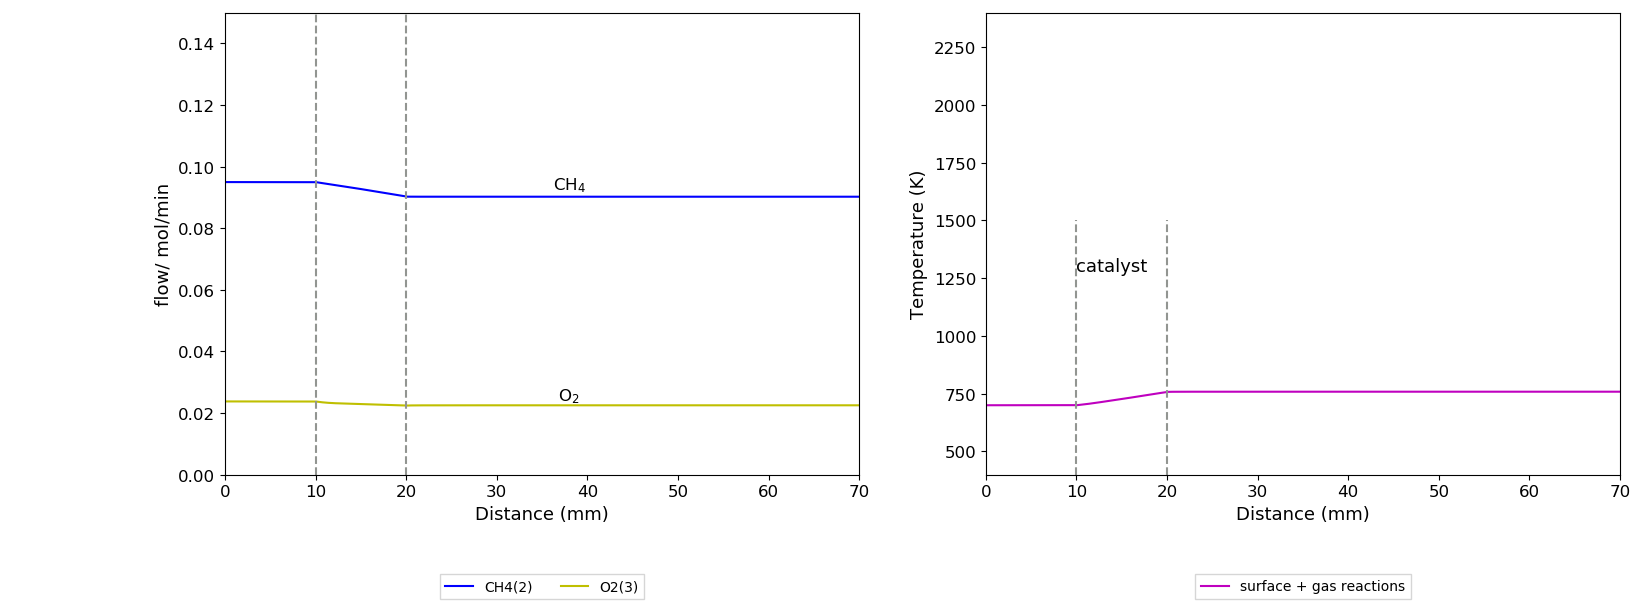 0.14
0.12
0.10
0.08
0.06
0.04
0.02
0.00
flow/ mol/min
CH₄
O₂
0 10 20 30 40 50 60 70
Distance (mm)
CH4(2) O2(3)
2250
2000
1750
1500
1250
1000
750
500
Temperature (K)
catalyst
0 10 20 30 40 50 60 70
Distance (mm)
surface + gas reactions